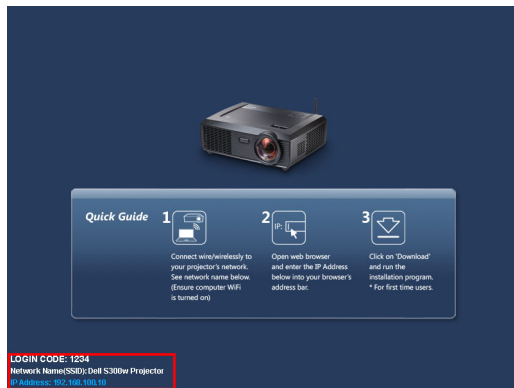 Quick Guide
1
Connect wire/wirelessly to
your projector's network.
See network name below.
(Ensure computer WiFi
is turned on)
2
IP:
Open web browser
and enter the IP Address
below into your browser's
address bar.
3
Click on 'Download'
and run the
installation program.
* For first time users.
LOGIN CODE: 1234
Network Name(SSID): Dell S300w Projector
IP Address: 192.168.100.10